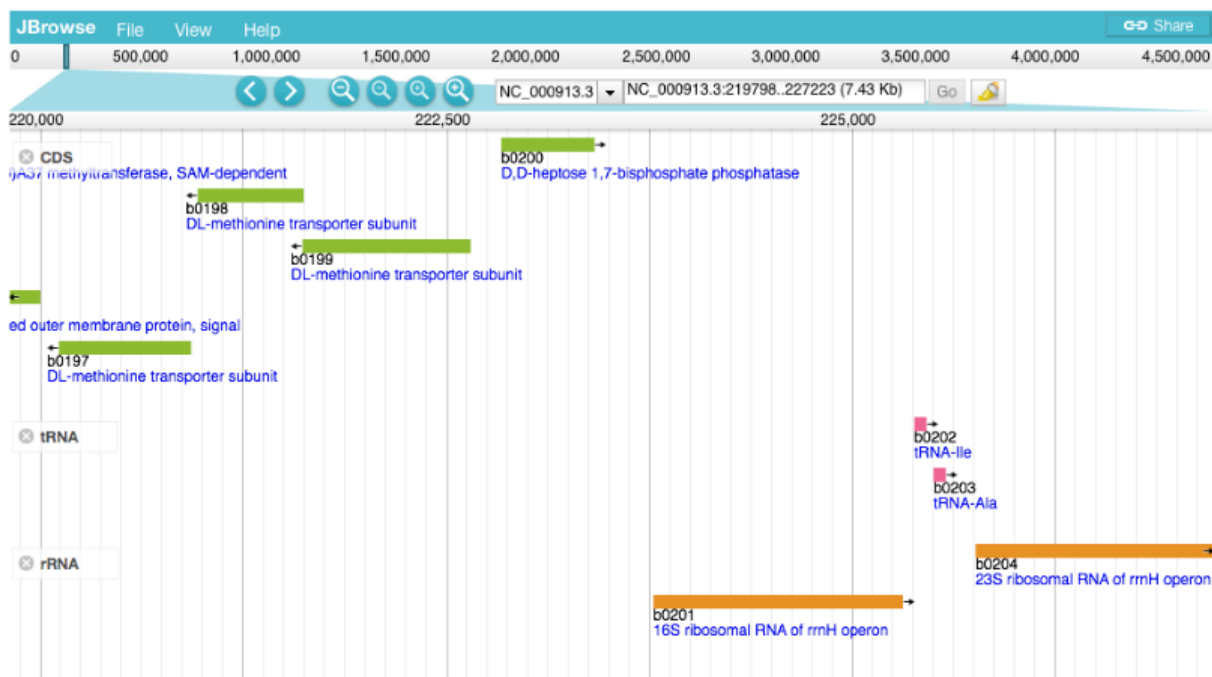 JBrowse File View Help Share
0 500,000 1,000,000 1,500,000 2,000,000 2,500,000 3,000,000 3,500,000 4,000,000 4,500,000
NC_000913.3 NC_000913.3:219798..227223 (7.43 Kb) Go
220,000 222,500 225,000
CDS
b0200
methyltransferase, SAM-dependent
D,D-heptose 1,7-bisphosphate phosphatase
b0198
DL-methionine transporter subunit
b0199
DL-methionine transporter subunit
ed outer membrane protein, signal
b0197
DL-methionine transporter subunit
tRNA
b0202
tRNA-Ile
b0203
tRNA-Ala
rRNA
b0204
23S ribosomal RNA of rrnH operon
b0201
16S ribosomal RNA of rrnH operon